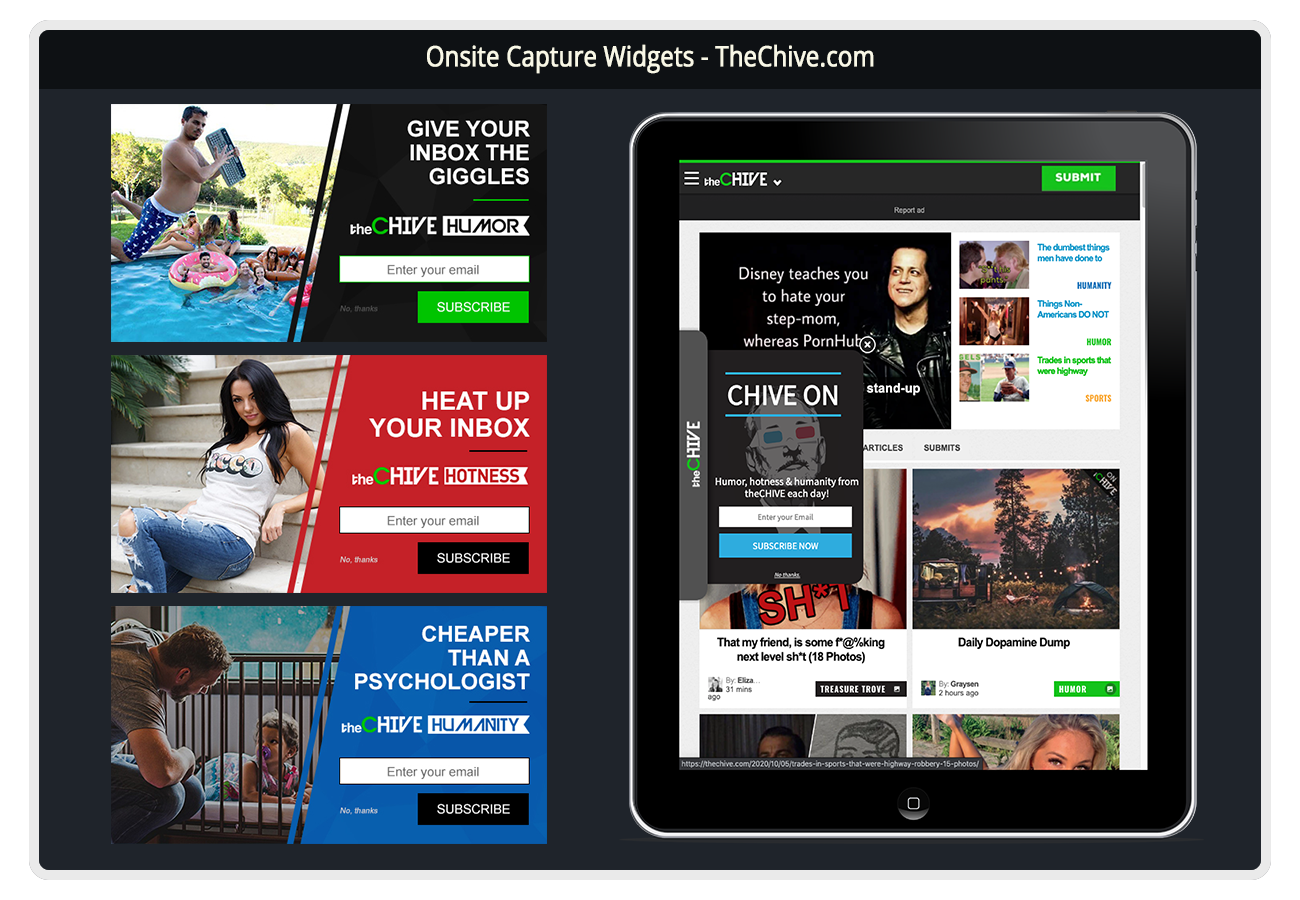 Onsite Capture Widgets - TheChive.com
GIVE YOUR
INBOX THE
GIGGLES
theCHIVE HUMOR
Enter your email
No, thanks
SUBSCRIBE
HEAT UP
YOUR INBOX
theCHIVE HOTNESS
Enter your email
No, thanks
SUBSCRIBE
CHEAPER
THAN A
PSYCHOLOGIST
theCHIVE HUMANITY
Enter your email
No, thanks
SUBSCRIBE
theCHIVE
SUBMIT
Report ad
Disney teaches you
to hate your
step-mom,
whereas PornHub
stand-up
The dumbest things
men have done to
HUMANITY
Things Non-
Americans DO NOT
HUMOR
Trades in sports that
were highway
SPORTS
theCHIVE
CHIVE ON
Humor, hotness & humanity from
theCHIVE each day!
Enter your Email
SUBSCRIBE NOW
No thanks.
ARTICLES
SUBMITS
SH*T
That my friend, is some f*@%king
next level sh*t (18 Photos)
By: Eliza...
31 mins
ago
TREASURE TROVE
CHIVE
ON
Daily Dopamine Dump
By: Graysen
2 hours ago
HUMOR
https://thechive.com/2020/10/05/trades-in-sports-that-were-highway-robbery-15-photos/